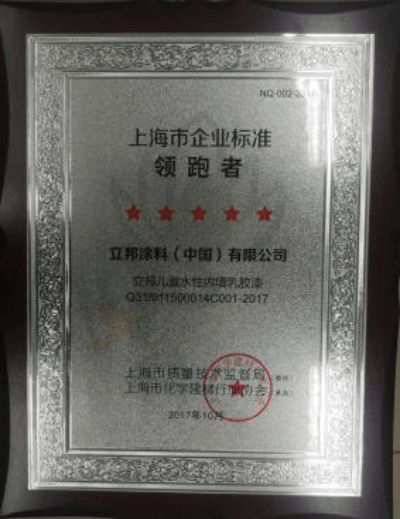 上海市企业标准
领跑者
立邦涂料（中国）有限公司
立邦儿童水性内墙乳胶漆
Q31/011500014C001-2017
上海市质量技术监督局
上海市化学建材行业协会
2017年10月